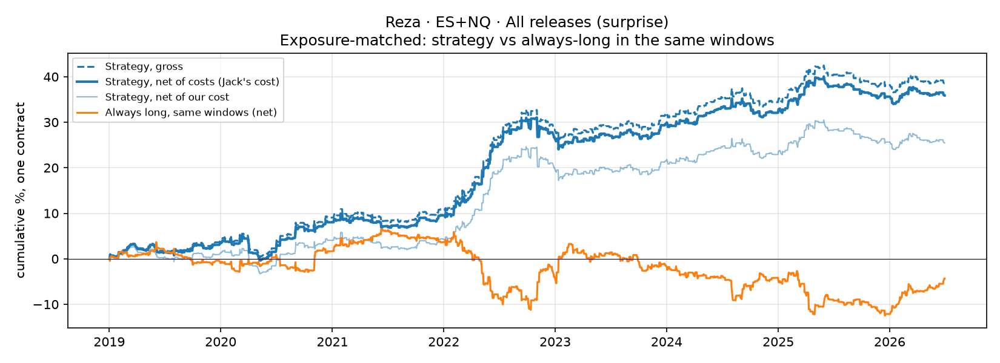 Reza · ES+NQ · All releases (surprise)
Exposure-matched: strategy vs always-long in the same windows
Strategy, gross
Strategy, net of costs (Jack's cost)
Strategy, net of our cost
Always long, same windows (net)
cumulative %, one contract
40
30
20
10
0
−10
2019
2020
2021
2022
2023
2024
2025
2026